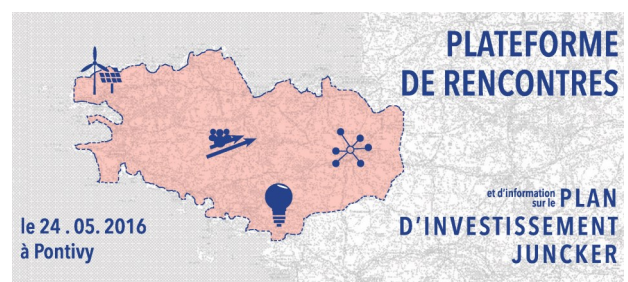 PLATEFORME
DE RENCONTRES
et d'information
sur le PLAN
D'INVESTISSEMENT
JUNCKER
le 24 . 05. 2016
à Pontivy